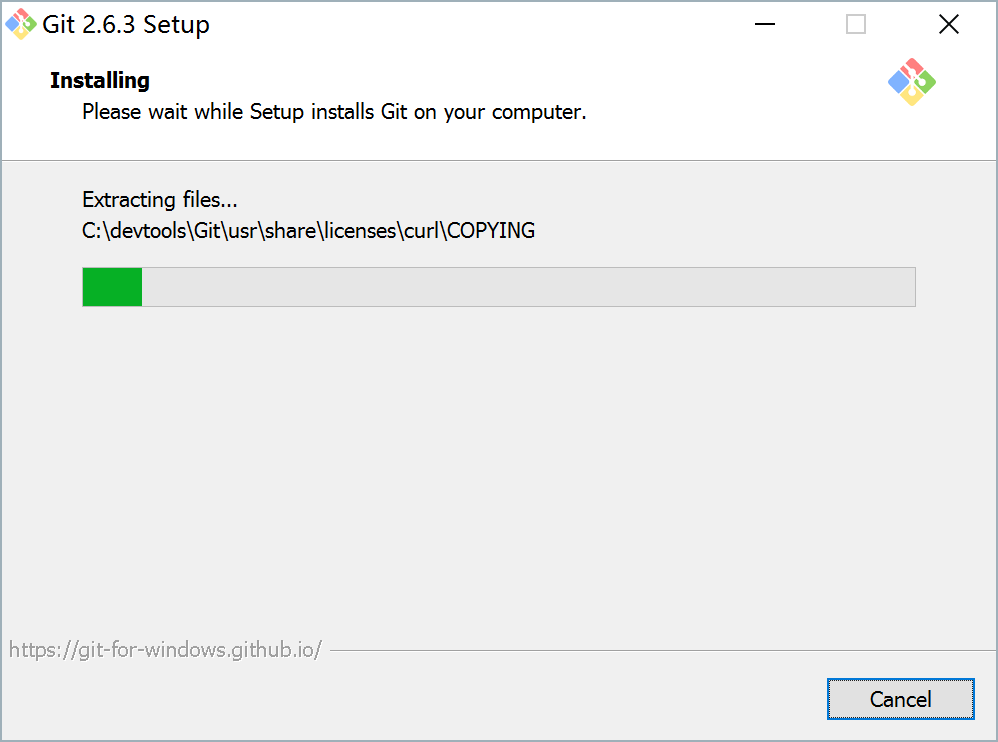 Git 2.6.3 Setup
Installing
Please wait while Setup installs Git on your computer.
Extracting files...
C:\devtools\Git\usr\share\licenses\curl\COPYING
https://git-for-windows.github.io/
Cancel